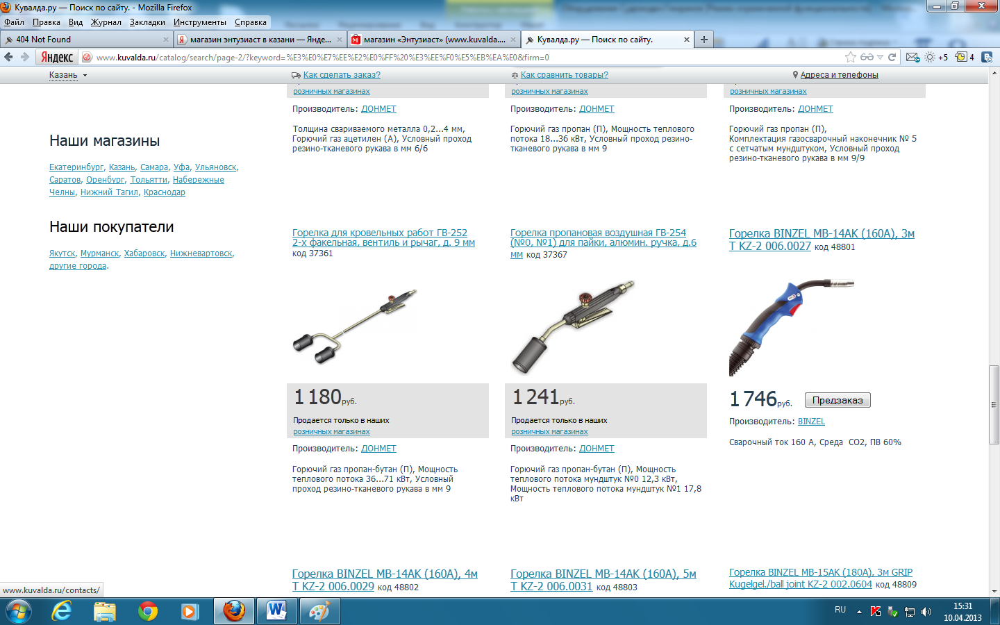 Кувалда.ру — Поиск по сайту. - Mozilla Firefox
Файл Правка Вид Журнал Закладки Инструменты Справка
404 Not Found
магазин энтузиаст в казани — Янде...
магазин «Энтузиаст» (www.kuvalda....
Кувалда.ру — Поиск по сайту.
Яндекс
www.kuvalda.ru/catalog/search/page-2/?keyword=%E3%E0%E7%EE%E2%E0%FF%20%E3%EE%F0%E5%EB%EA%E0&firm=0
+5
4
Казань
Как сделать заказ?
Как сравнить товары?
Адреса и телефоны
розничных магазинах
розничных магазинах
розничных магазинах
Производитель: ДОНМЕТ
Производитель: ДОНМЕТ
Производитель: ДОНМЕТ
Толщина свариваемого металла 0,2...4 мм,
Горючий газ ацетилен (А), Условный проход
резино-тканевого рукава в мм 6/6
Горючий газ пропан (П), Мощность теплового
потока 18...36 кВт, Условный проход резино-
тканевого рукава в мм 9
Горючий газ пропан (П),
Комплектация газосварочный наконечник № 5
с сетчатым мундштуком, Условный проход
резино-тканевого рукава в мм 9/9
Наши магазины
Екатеринбург, Казань, Самара, Уфа, Ульяновск,
Саратов, Оренбург, Тольятти, Набережные
Челны, Нижний Тагил, Краснодар
Наши покупатели
Якутск, Мурманск, Хабаровск, Нижневартовск,
другие города.
Горелка для кровельных работ ГВ-252
2-х факельная, вентиль и рычаг, д. 9 мм
код 37361
Горелка пропановая воздушная ГВ-254
(№0, №1) для пайки, алюмин. ручка, д.6
мм код 37367
Горелка BINZEL MB-14AK (160A), 3м
T KZ-2 006.0027 код 48801
1 180 руб.
Продается только в наших
розничных магазинах
1 241 руб.
Продается только в наших
розничных магазинах
1 746 руб.
Предзаказ
Производитель: BINZEL
Сварочный ток 160 А, Среда CO2, ПВ 60%
Производитель: ДОНМЕТ
Горючий газ пропан-бутан (П), Мощность
теплового потока 36...71 кВт, Условный
проход резино-тканевого рукава в мм 9
Производитель: ДОНМЕТ
Горючий газ пропан-бутан (П), Мощность
теплового потока мундштук №0 12,3 кВт,
Мощность теплового потока мундштук №1 17,8
кВт
Горелка BINZEL MB-14AK (160A), 4м
T KZ-2 006.0029 код 48802
Горелка BINZEL MB-14AK (160A), 5м
T KZ-2 006.0031 код 48803
Горелка BINZEL MB-15AK (180A), 3м GRIP
Kugelgel./ball joint KZ-2 002.0604 код 48809
www.kuvalda.ru/contacts/
RU
15:31
10.04.2013